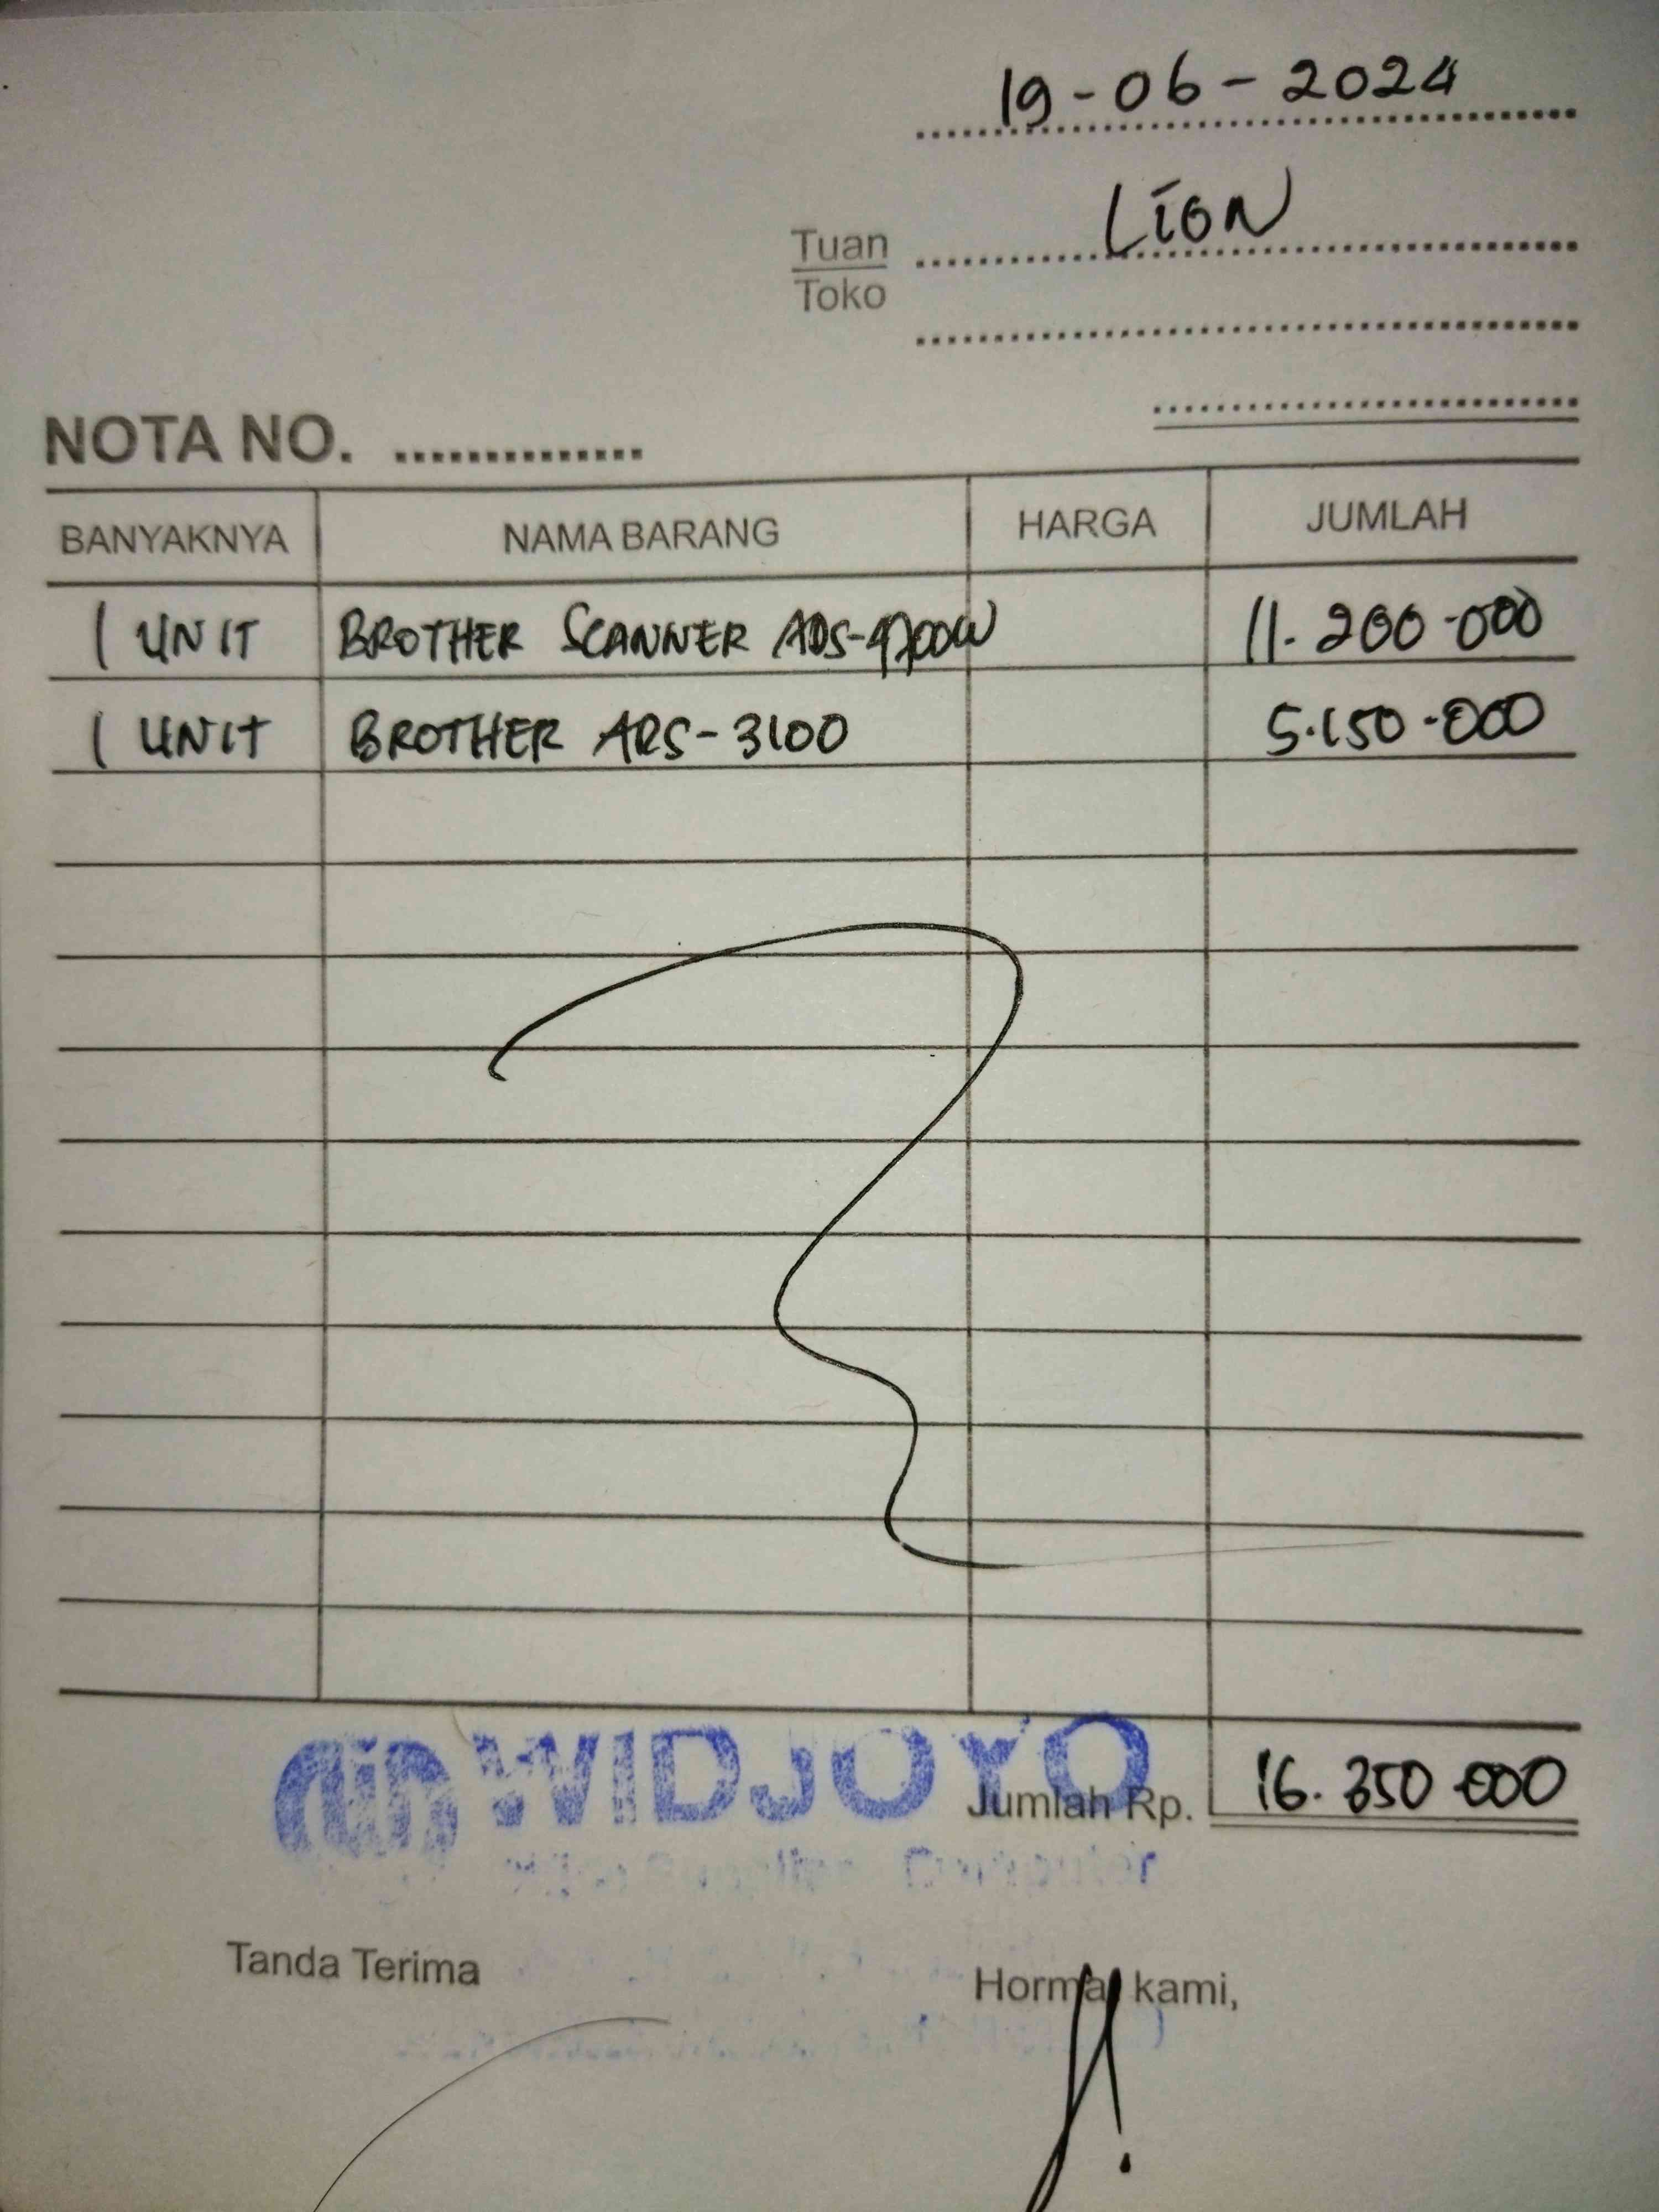 19-06-2024
Tuan LION
Toko
NOTA NO.
BANYAKNYA NAMA BARANG HARGA JUMLAH
1 UNIT BROTHER SCANNER ADS-4700W 11.200.000
1 UNIT BROTHER ADS-3100 5.150.000
WIDJOYO
Jumlah Rp. 16.350.000
Computer
Tanda Terima Hormat kami,